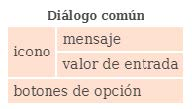 Diálogo común
icono
mensaje
valor de entrada
botones de opción